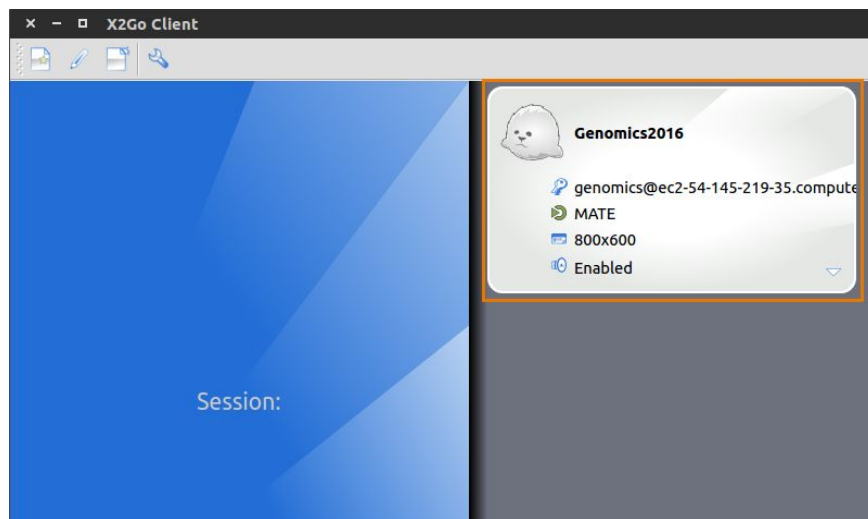 X2Go Client
Genomics2016
genomics@ec2-54-145-219-35.compute
MATE
800x600
Enabled
Session: